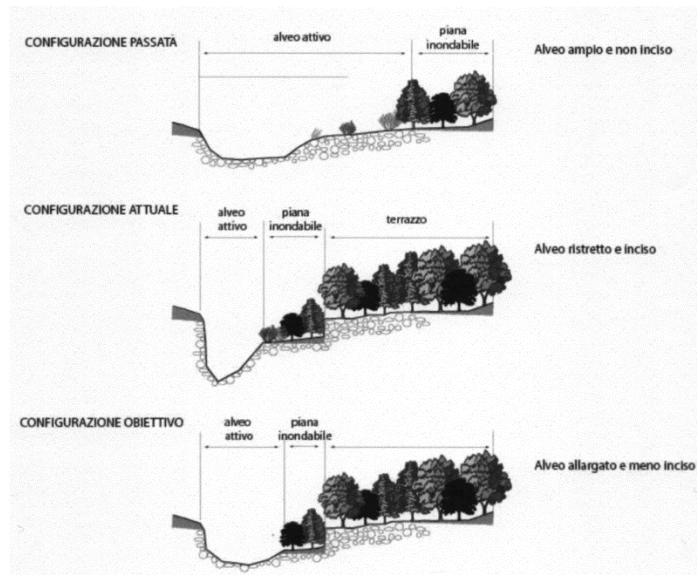 CONFIGURAZIONE PASSATA
alveo attivo
piana
inondabile
Alveo ampio e non inciso
CONFIGURAZIONE ATTUALE
alveo
attivo
piana
inondabile
terrazzo
Alveo ristretto e inciso
CONFIGURAZIONE OBIETTIVO
alveo
attivo
piana
inondabile
Alveo allargato e meno inciso